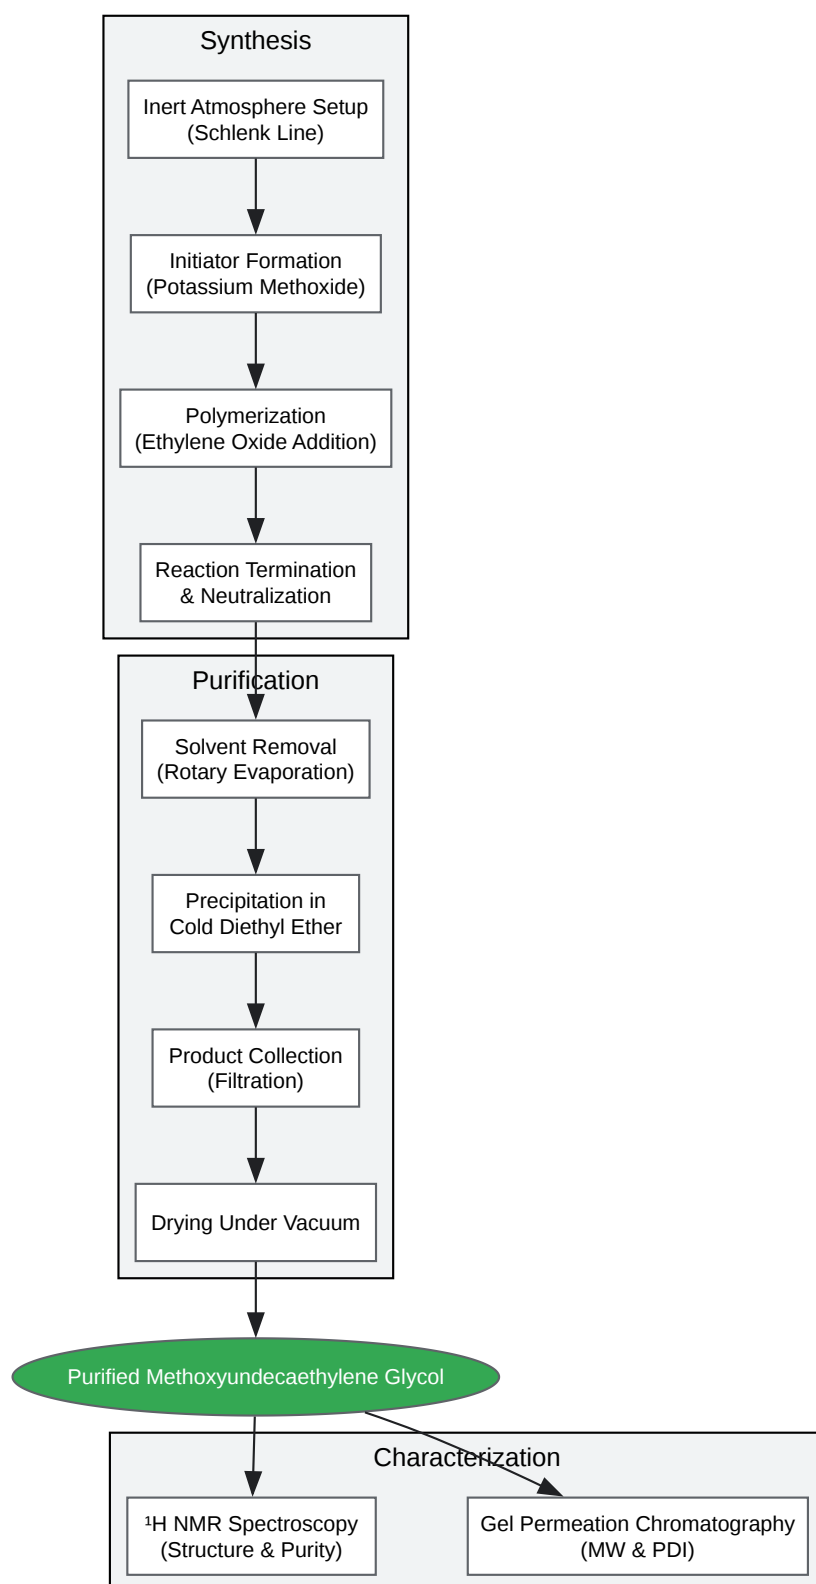 Synthesis
Inert Atmosphere Setup
(Schlenk Line)
Initiator Formation
(Potassium Methoxide)
Polymerization
(Ethylene Oxide Addition)
Reaction Termination
& Neutralization
Purification
Solvent Removal
(Rotary Evaporation)
Precipitation in
Cold Diethyl Ether
Product Collection
(Filtration)
Drying Under Vacuum
Purified Methoxyundecaethylene Glycol
Characterization
¹H NMR Spectroscopy
(Structure & Purity)
Gel Permeation Chromatography
(MW & PDI)